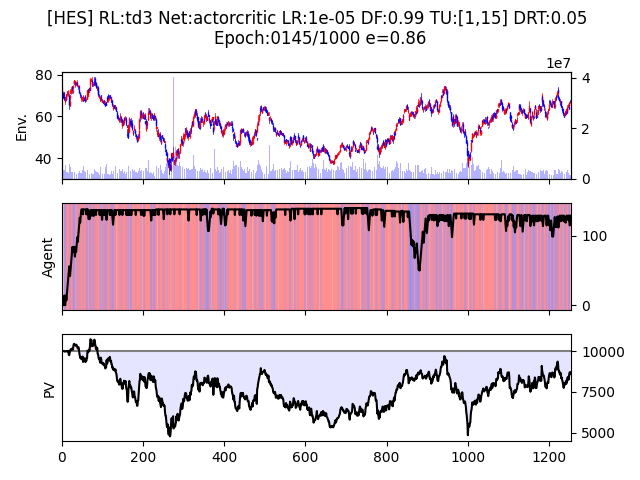 [HES] RL:td3 Net:actorcritic LR:1e-05 DF:0.99 TU:[1,15] DRT:0.05
Epoch:0145/1000 e=0.86
1e7
80
60
40
Env.
4
2
0
Agent
100
0
PV
10000
7500
5000
0 200 400 600 800 1000 1200